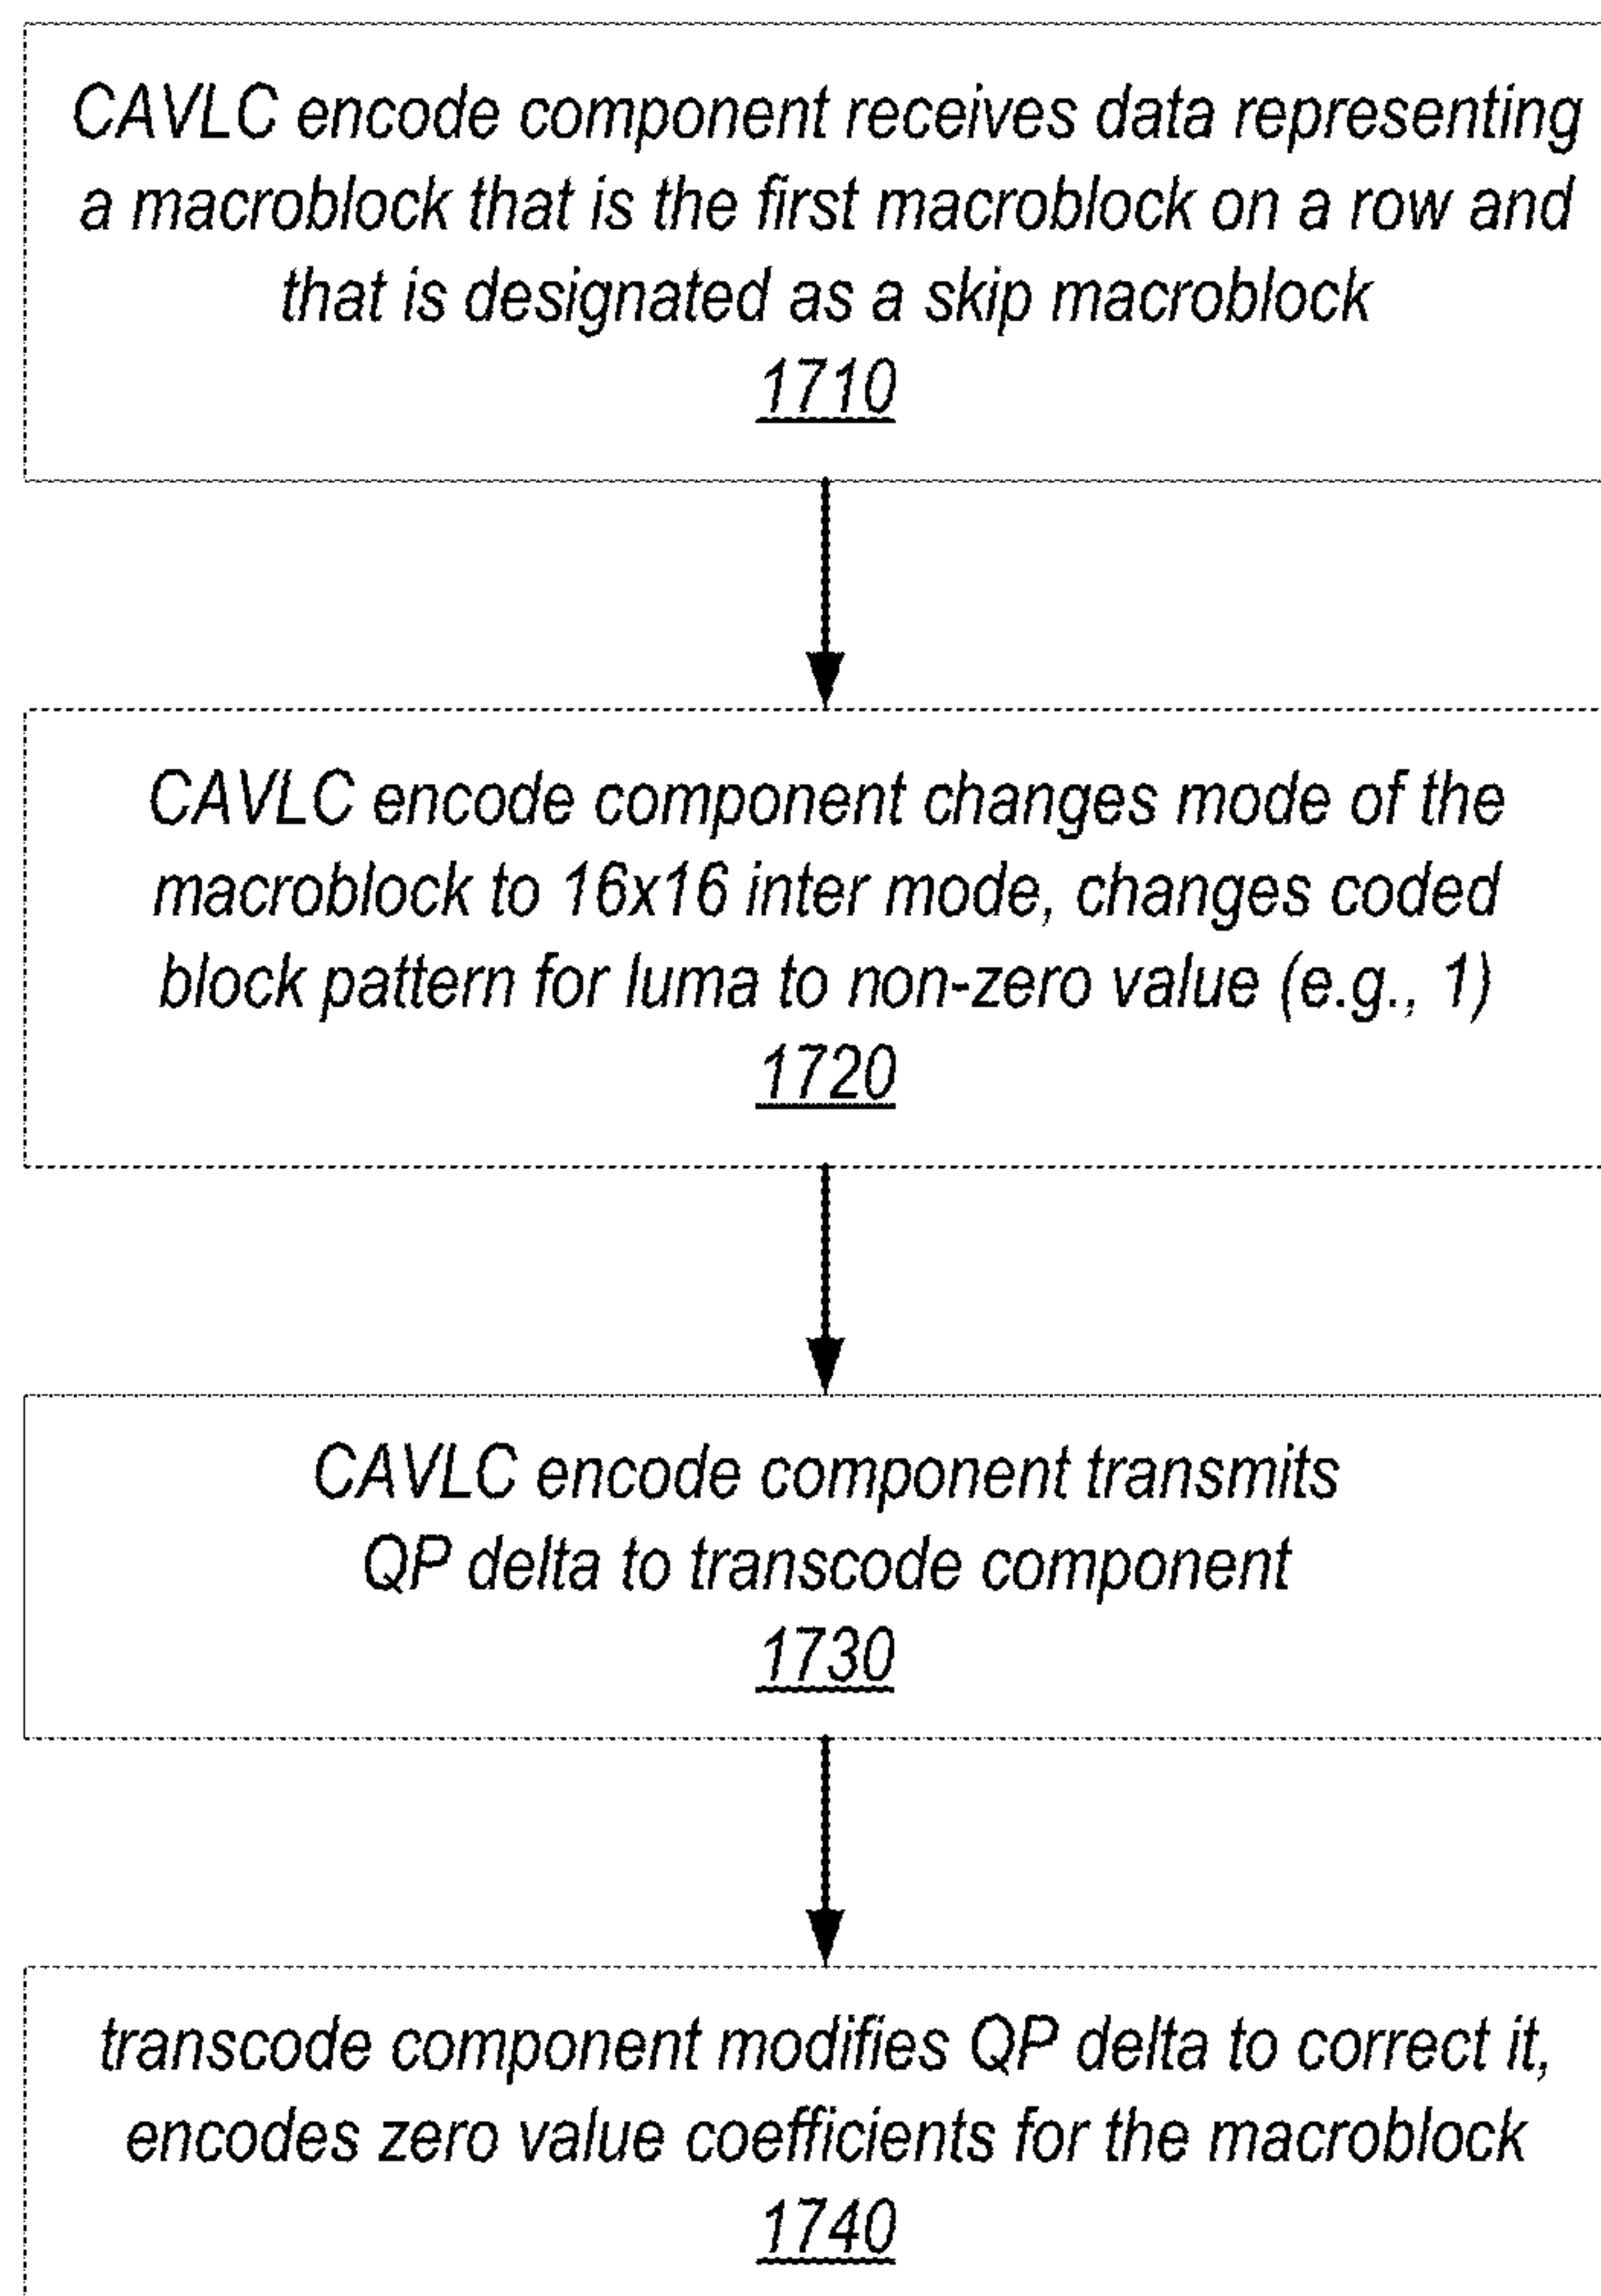 CAVLC encode component receives data representing
a macroblock that is the first macroblock on a row and
that is designated as a skip macroblock
1710
CAVLC encode component changes mode of the
macroblock to 16x16 inter mode, changes coded
block pattern for luma to non-zero value (e.g., 1)
1720
CAVLC encode component transmits
QP delta to transcode component
1730
transcode component modifies QP delta to correct it,
encodes zero value coefficients for the macroblock
1740